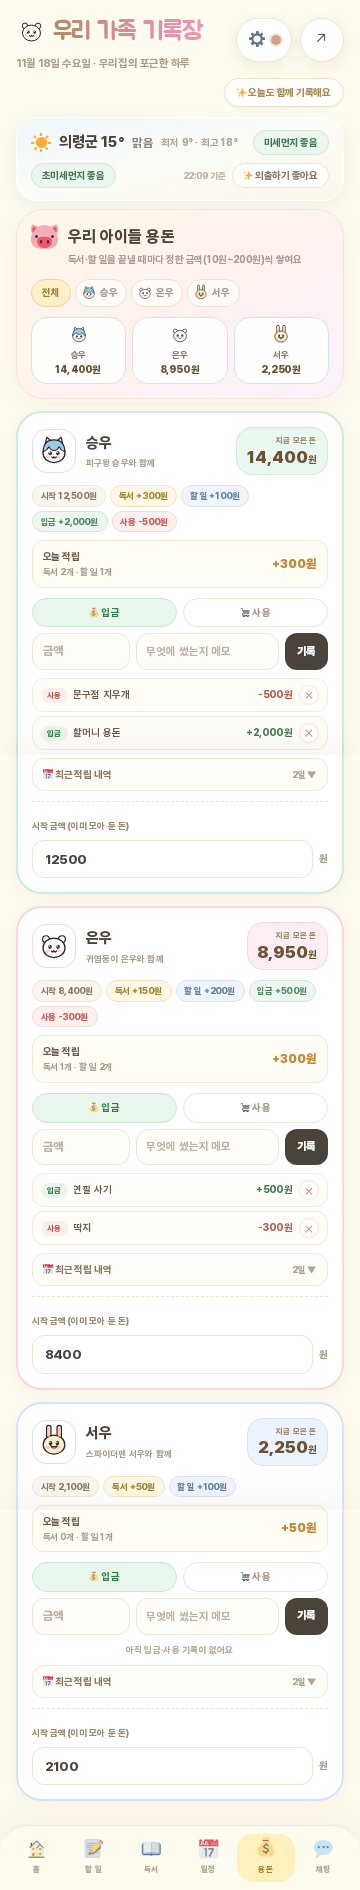 우리 가족 기록장
11월 18일 수요일 · 우리집의 포근한 하루
✨오늘도 함께 기록해요
의령군 15° 맑음 최저 9° · 최고 18° 미세먼지 좋음
초미세먼지 좋음 22:09 기준 ✨외출하기 좋아요
우리 아이들 용돈
독서·할 일을 끝낼 때마다 정한 금액(10원~200원)씩 쌓여요
전체 승우 은우 서우
승우 은우 서우
14,400원 8,950원 2,250원
승우
피구왕 승우와 함께
지금 모은 돈
14,400원
시작 12,500원 독서 +300원 할 일 +100원
입금 +2,000원 사용 -500원
오늘 적립
독서 2개 · 할 일 1개
+300원
입금 사용
금액 무엇에 썼는지 메모 기록
사용 문구점 지우개 -500원 ×
입금 할머니 용돈 +2,000원 ×
최근 적립 내역 2일 ▼
시작 금액 (이미 모아 둔 돈)
12500 원
은우
귀염둥이 은우와 함께
지금 모은 돈
8,950원
시작 8,400원 독서 +150원 할 일 +200원 입금 +500원
사용 -300원
오늘 적립
독서 1개 · 할 일 2개
+300원
입금 사용
금액 무엇에 썼는지 메모 기록
입금 연필 사기 +500원 ×
사용 딱지 -300원 ×
최근 적립 내역 2일 ▼
시작 금액 (이미 모아 둔 돈)
8400 원
서우
스파이더맨 서우와 함께
지금 모은 돈
2,250원
시작 2,100원 독서 +50원 할 일 +100원
오늘 적립
독서 0개 · 할 일 1개
+50원
입금 사용
금액 무엇에 썼는지 메모 기록
아직 입금·사용 기록이 없어요
최근 적립 내역 2일 ▼
시작 금액 (이미 모아 둔 돈)
2100 원
홈 할 일 독서 일정 용돈 채팅